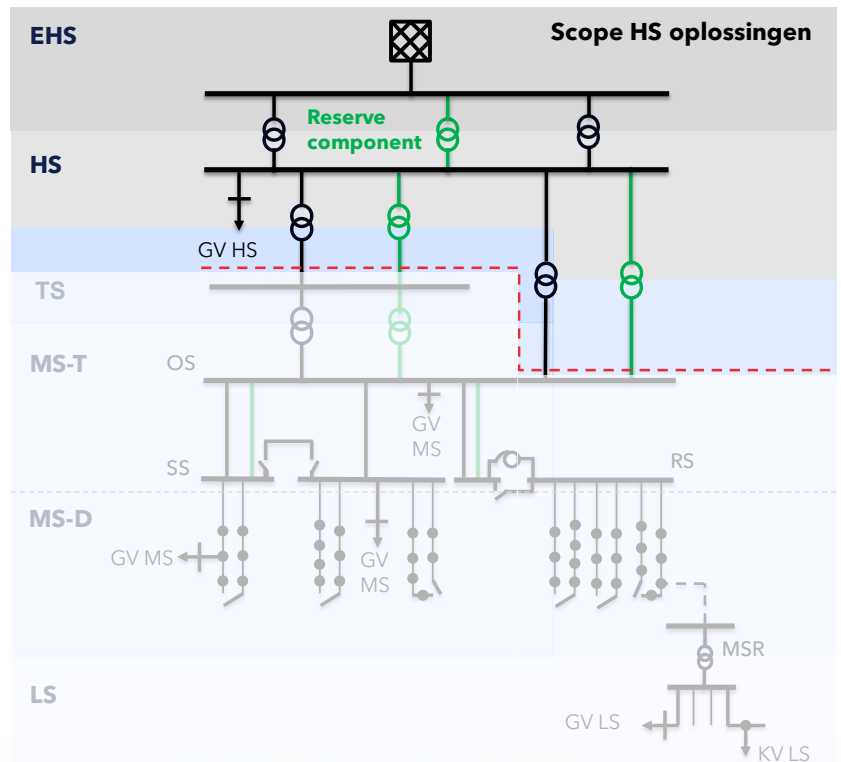 EHS
Scope HS oplossingen
Reserve
component
HS
GV HS
TS
MS-T
OS
GV
MS
SS
RS
MS-D
GV MS
GV
MS
MSR
LS
GV LS
KV LS